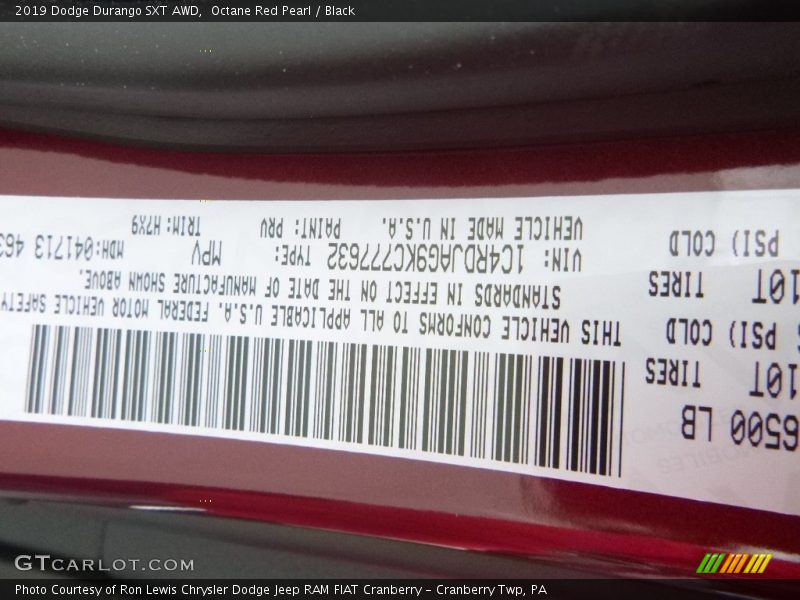 2019 Dodge Durango SXT AWD, Octane Red Pearl / Black
6500 LB
10T TIRES
PSI) COLD
10T TIRES
PSI) COLD
THIS VEHICLE CONFORMS TO ALL APPLICABLE U.S.A. FEDERAL MOTOR VEHICLE SAFETY
STANDARDS IN EFFECT ON THE DATE OF MANUFACTURE SHOWN ABOVE.
VIN: 1C4RDJAG9KC777632 TYPE: MPV MDH:041713 463
VEHICLE MADE IN U.S.A. PAINT: PRV TRIM: H7X9
GTCARLOT.COM
Photo Courtesy of Ron Lewis Chrysler Dodge Jeep RAM FIAT Cranberry – Cranberry Twp, PA